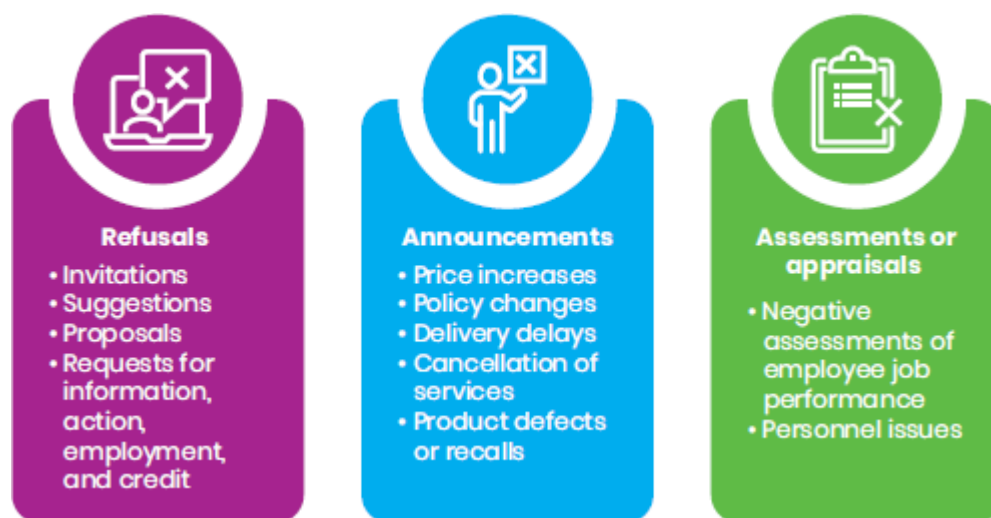 Refusals
• Invitations
• Suggestions
• Proposals
• Requests for
information,
action,
employment,
and credit
Announcements
• Price increases
• Policy changes
• Delivery delays
• Cancellation of
services
• Product defects
or recalls
Assessments or
appraisals
• Negative
assessments of
employee job
performance
• Personnel issues